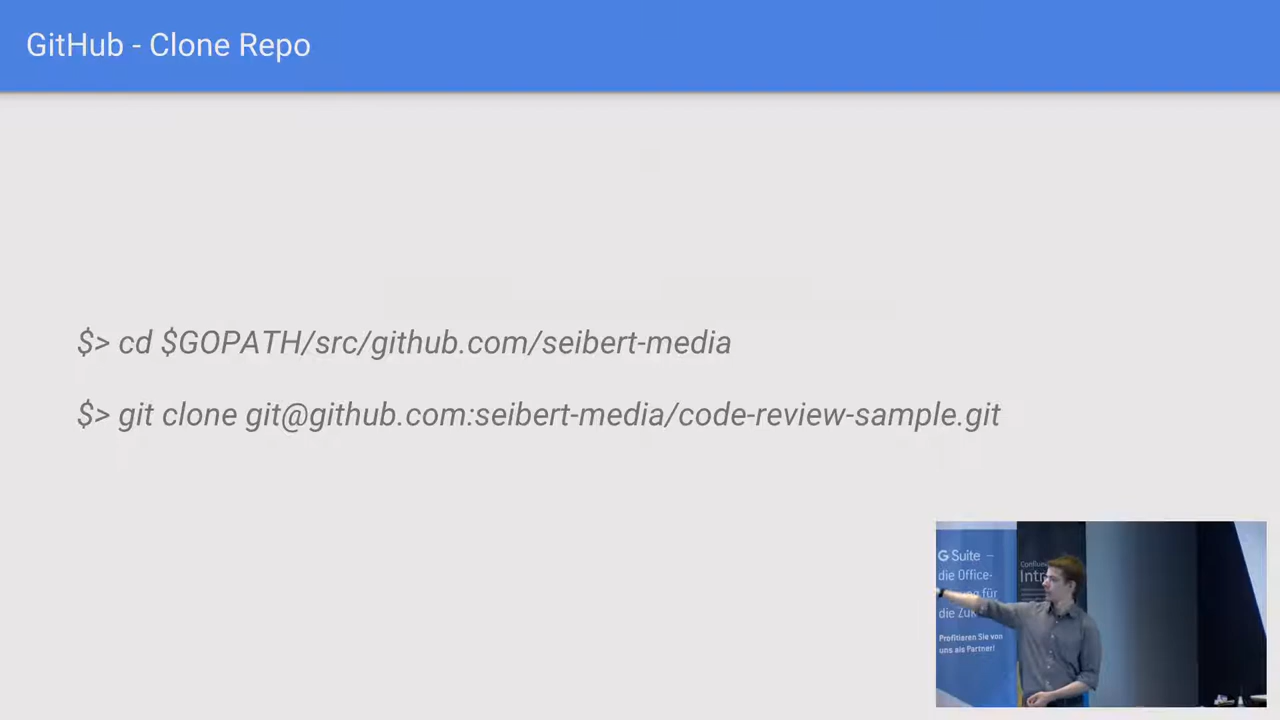 GitHub - Clone Repo
$> cd $GOPATH/src/github.com/seibert-media
$> git clone git@github.com:seibert-media/code-review-sample.git
G Suite –
die Office-
für
die
Profitieren Sie von
uns als Partner!